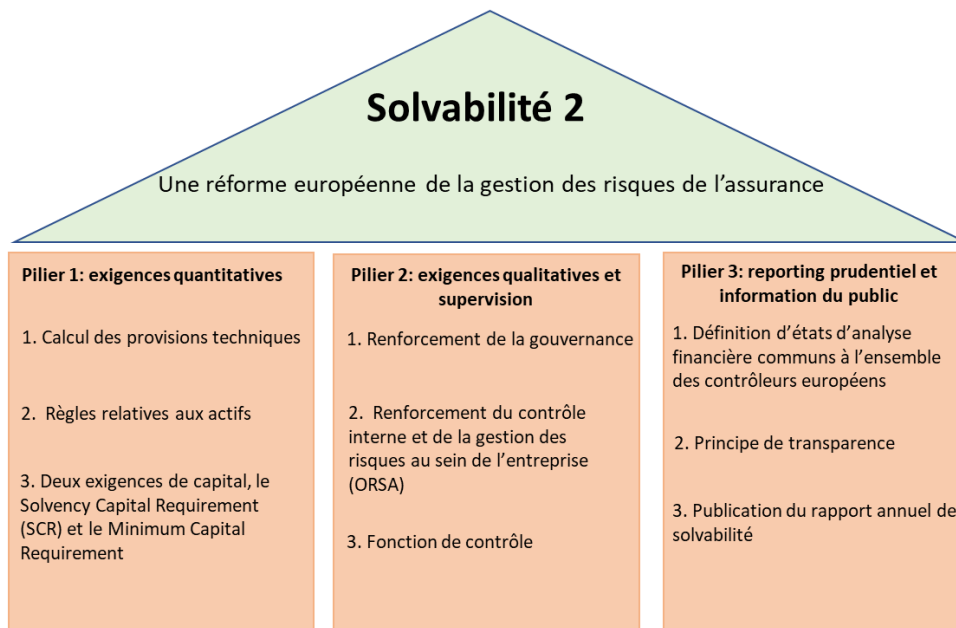 Solvabilité 2
Une réforme européenne de la gestion des risques de l’assurance
Pilier 1: exigences quantitatives
1. Calcul des provisions techniques
2. Règles relatives aux actifs
3. Deux exigences de capital, le
Solvency Capital Requirement
(SCR) et le Minimum Capital
Requirement
Pilier 2: exigences qualitatives et
supervision
1. Renforcement de la gouvernance
2. Renforcement du contrôle
interne et de la gestion des
risques au sein de l’entreprise
(ORSA)
3. Fonction de contrôle
Pilier 3: reporting prudentiel et
information du public
1. Définition d’états d’analyse
financière communs à l’ensemble
des contrôleurs européens
2. Principe de transparence
3. Publication du rapport annuel de
solvabilité